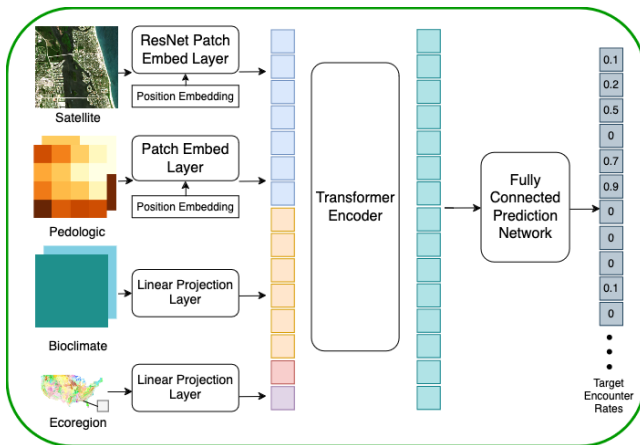 ResNet Patch
Embed Layer
Position Embedding
Satellite
Patch Embed
Layer
Position Embedding
Pedologic
Linear Projection
Layer
Bioclimate
Linear Projection
Layer
Ecoregion
Transformer
Encoder
Fully
Connected
Prediction
Network
0.1
0.2
0.5
0
0.7
0.9
0
0
0
0.1
0
Target
Encounter
Rates